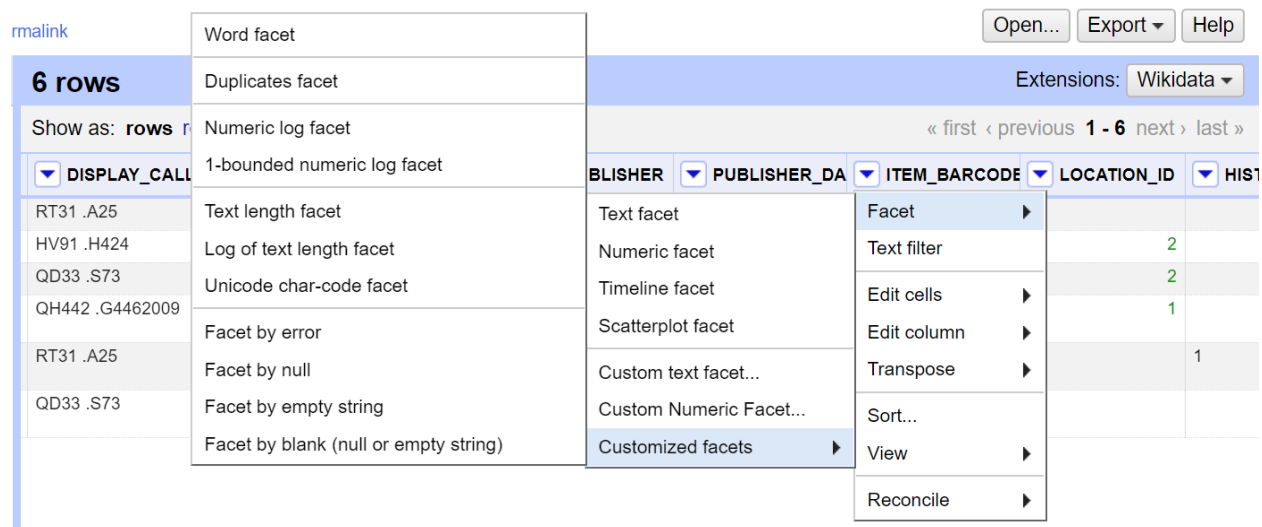 rmalink
Open... Export Help
6 rows
Extensions: Wikidata
Show as: rows
« first ‹ previous 1 - 6 next › last »
DISPLAY_CALL
BLISHER
PUBLISHER_DA
ITEM_BARCODE
LOCATION_ID
HIST
RT31 .A25
HV91 .H424
2
QD33 .S73
2
QH442 .G4462009
1
RT31 .A25
1
QD33 .S73
Word facet
Duplicates facet
Numeric log facet
1-bounded numeric log facet
Text length facet
Log of text length facet
Unicode char-code facet
Facet by error
Facet by null
Facet by empty string
Facet by blank (null or empty string)
Text facet
Numeric facet
Timeline facet
Scatterplot facet
Custom text facet...
Custom Numeric Facet...
Customized facets
Facet
Text filter
Edit cells
Edit column
Transpose
Sort...
View
Reconcile